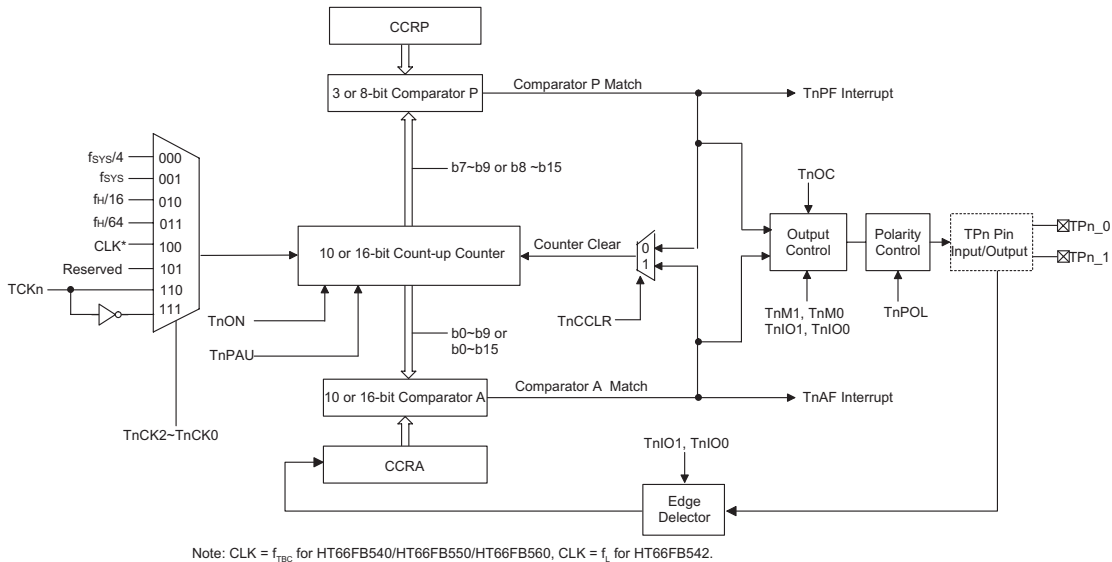 CCRP
3 or 8-bit Comparator P
Comparator P Match
TnPF Interrupt
b7~b9 or b8 ~b15
fSYS/4
000
fSYS
001
fH/16
010
fH/64
011
CLK*
100
Reserved
101
TCKn
110
111
TnCK2~TnCK0
10 or 16-bit Count-up Counter
Counter Clear
0
1
TnCCLR
TnON
TnPAU
b0~b9 or
b0~b15
TnOC
Output
Control
TnM1, TnM0
TnIO1, TnIO0
Polarity
Control
TnPOL
TPn Pin
Input/Output
TPn_0
TPn_1
10 or 16-bit Comparator A
Comparator A Match
TnAF Interrupt
CCRA
TnIO1, TnIO0
Edge
Delector
Note: CLK = fTBC for HT66FB540/HT66FB550/HT66FB560, CLK = fL for HT66FB542.